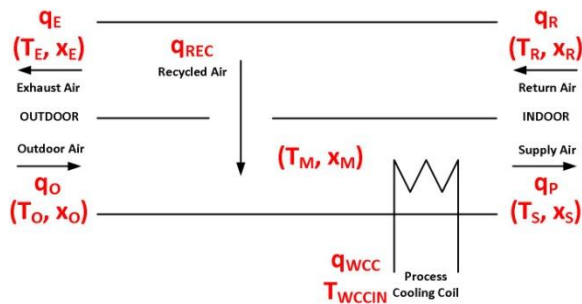 qE
(TE, xE)
Exhaust Air
OUTDOOR
Outdoor Air
qO
(TO, xO)
qREC
Recycled Air
(TM, xM)
qWCC
TWCCIN
Process
Cooling Coil
qR
(TR, xR)
Return Air
INDOOR
Supply Air
qP
(TS, xS)